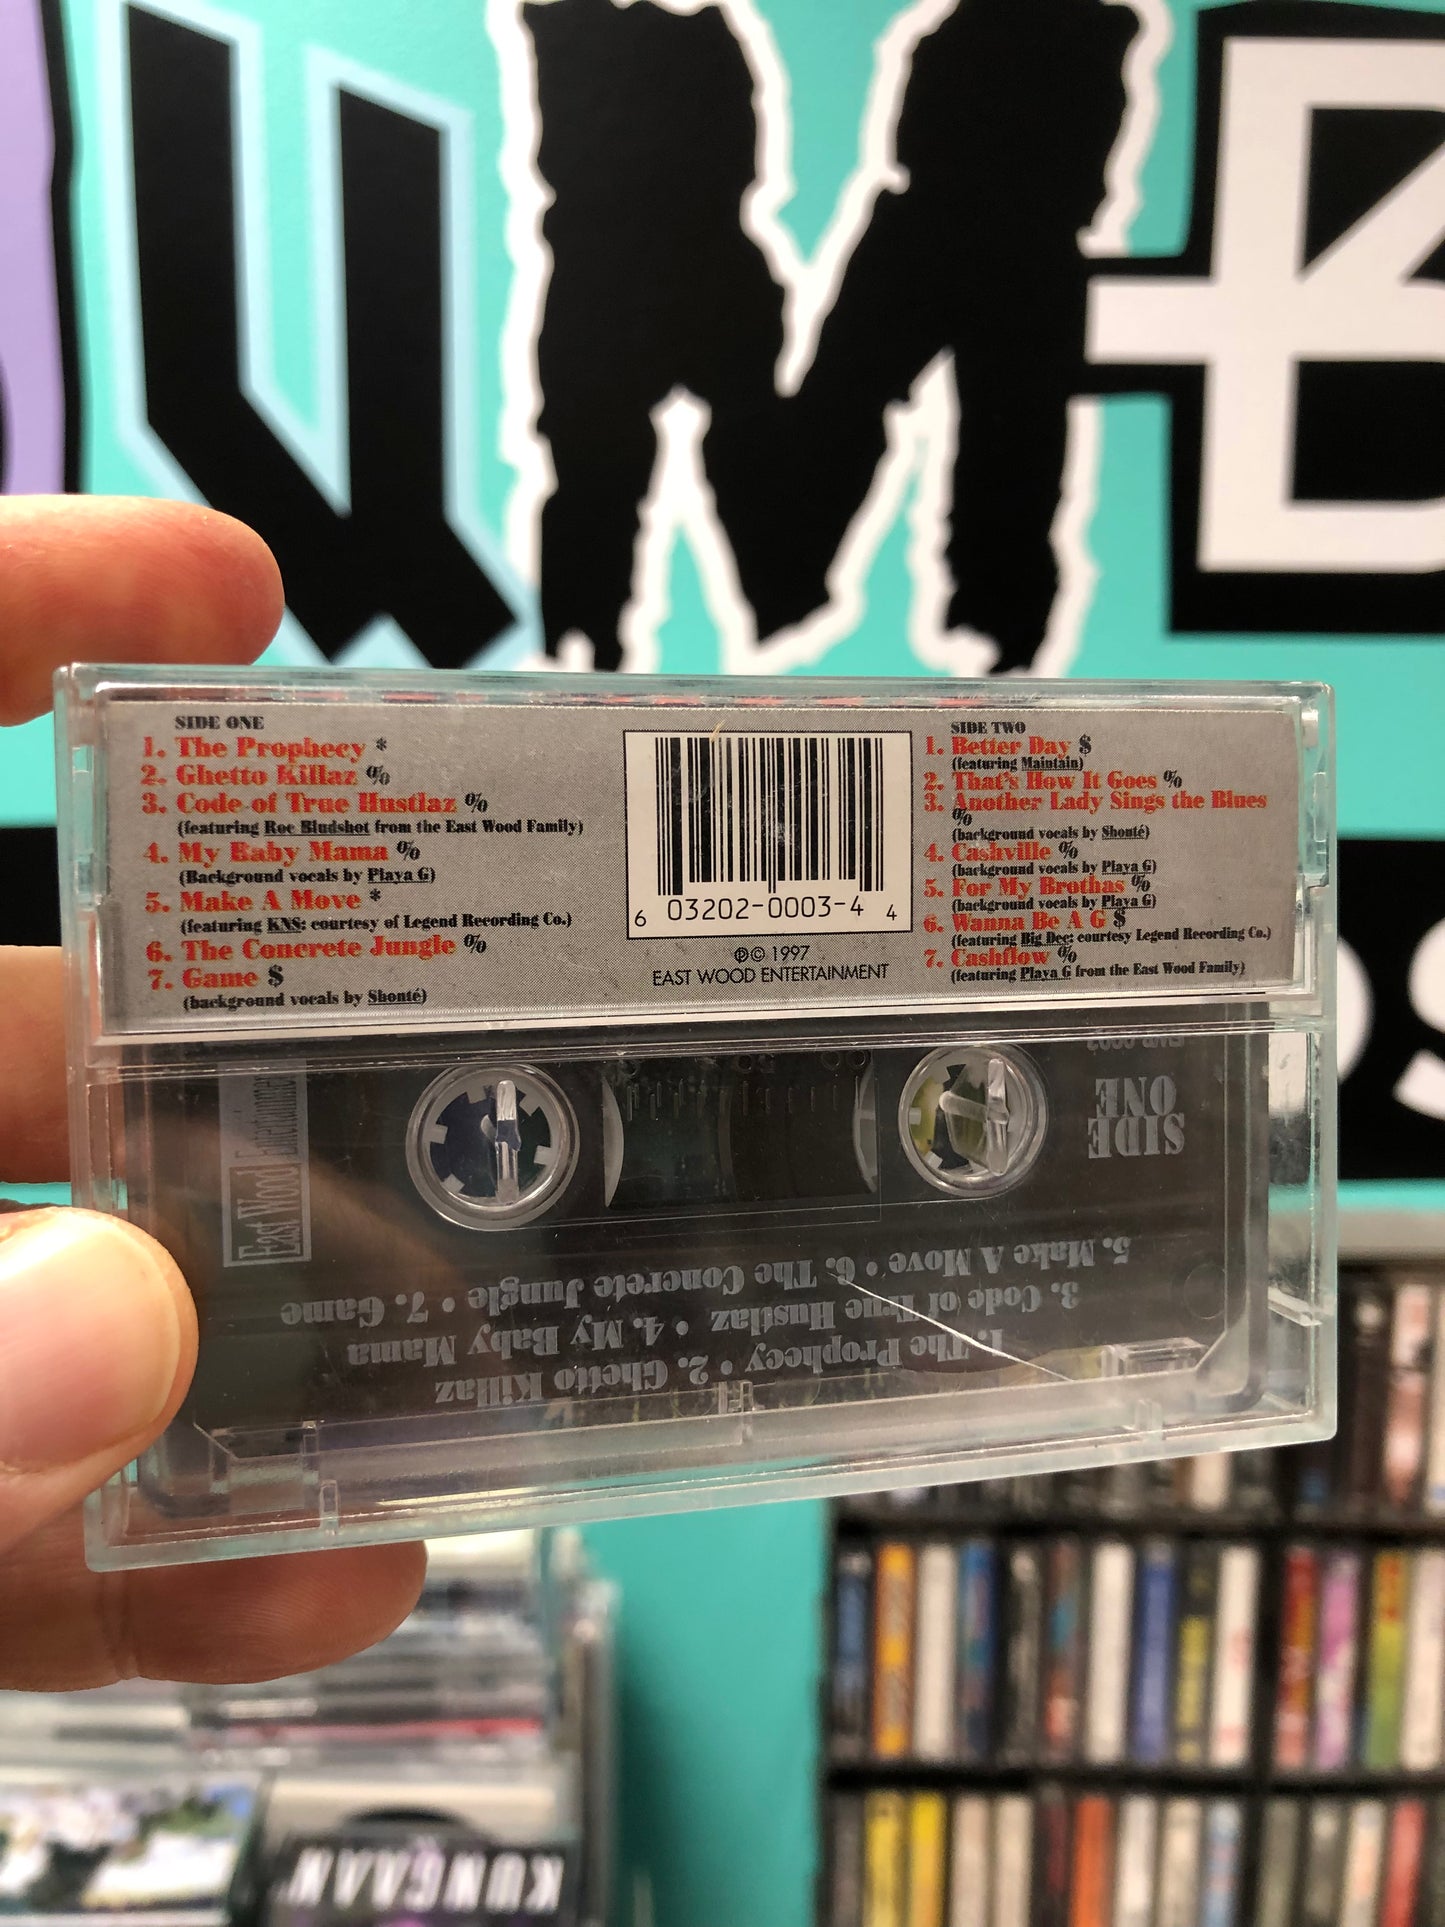 UMB
SIDE ONE
1. The Prophecy *
2. Ghetto Killaz %
3. Code of True Hustlaz %
(featuring Roc Bludshot from the East Wood Family)
4. My Baby Mama %
(Background vocals by Playa G)
5. Make A Move *
(featuring KNS: courtesy of Legend Recording Co.)
6. The Concrete Jungle %
7. Game $
(background vocals by Shonté)
6 03202-0003-4 4
℗© 1997
EAST WOOD ENTERTAINMENT
SIDE TWO
1. Better Day $
(featuring Maintain)
2. That's How It Goes %
3. Another Lady Sings the Blues
%
(background vocals by Shonté)
4. Cashville %
(background vocals by Playa G)
5. For My Brothas %
(background vocals by Playa G)
6. Wanna Be A G $
(featuring Big Dee: courtesy Legend Recording Co.)
7. Cashflow %
(featuring Playa G from the East Wood Family)
SIDE
ONE
East Wood Entertainment
1. The Prophecy • 2. Ghetto Killaz
3. Code of True Hustlaz • 4. My Baby Mama
5. Make A Move • 6. The Concrete Jungle • 7. Game
KUNGAAN